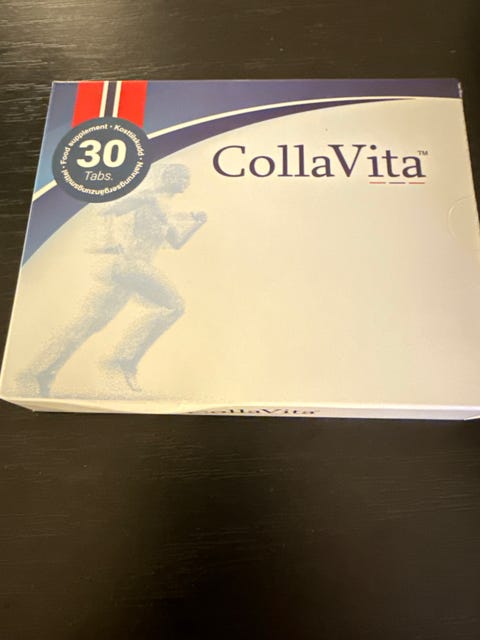 Food supplement • Kosttilskudd • Nahrungsergänzungsmittel •
30
Tabs.
CollaVita™
CollaVita